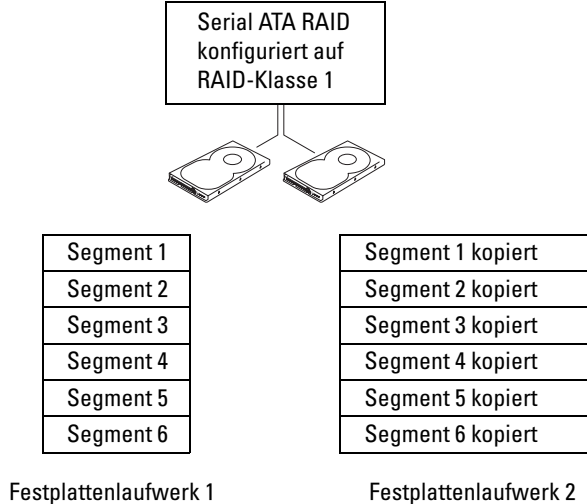 Serial ATA RAID
konfiguriert auf
RAID-Klasse 1
Segment 1
Segment 2
Segment 3
Segment 4
Segment 5
Segment 6
Segment 1 kopiert
Segment 2 kopiert
Segment 3 kopiert
Segment 4 kopiert
Segment 5 kopiert
Segment 6 kopiert
Festplattenlaufwerk 1
Festplattenlaufwerk 2